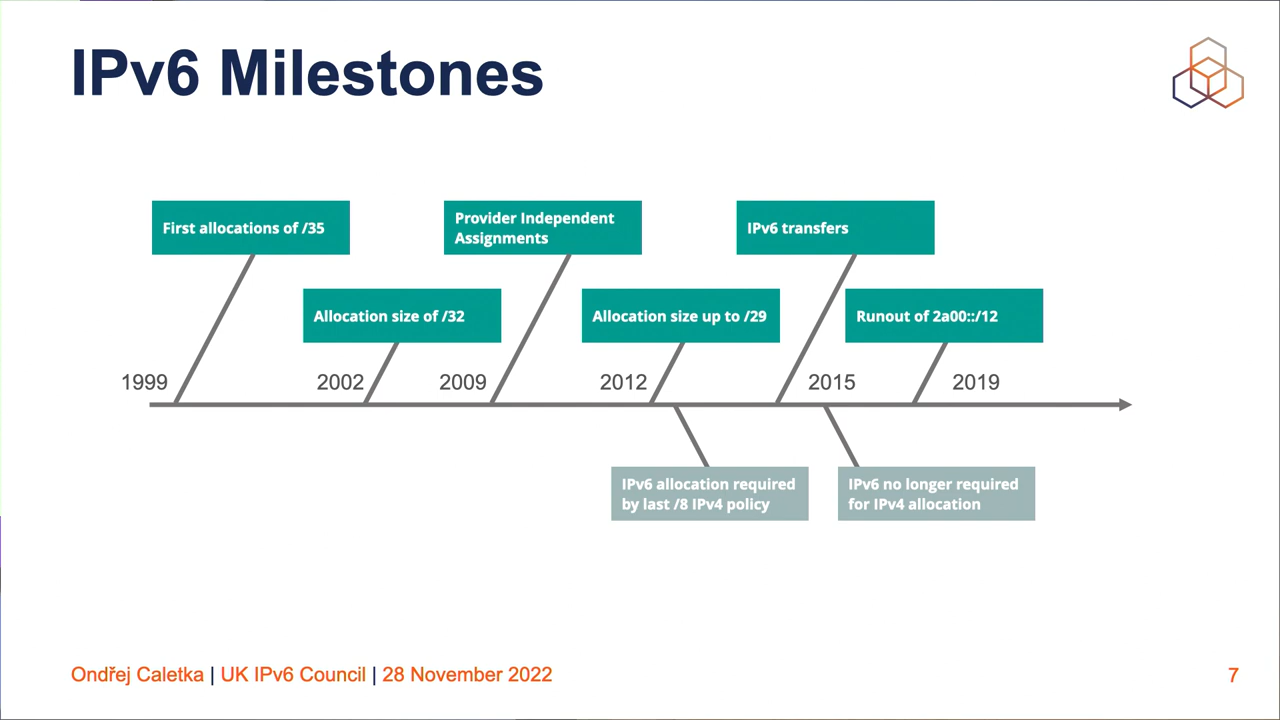 IPv6 Milestones
First allocations of /35
Provider Independent
Assignments
IPv6 transfers
Allocation size of /32
Allocation size up to /29
Runout of 2a00::/12
1999
2002
2009
2012
2015
2019
IPv6 allocation required
by last /8 IPv4 policy
IPv6 no longer required
for IPv4 allocation
Ondřej Caletka | UK IPv6 Council | 28 November 2022
7